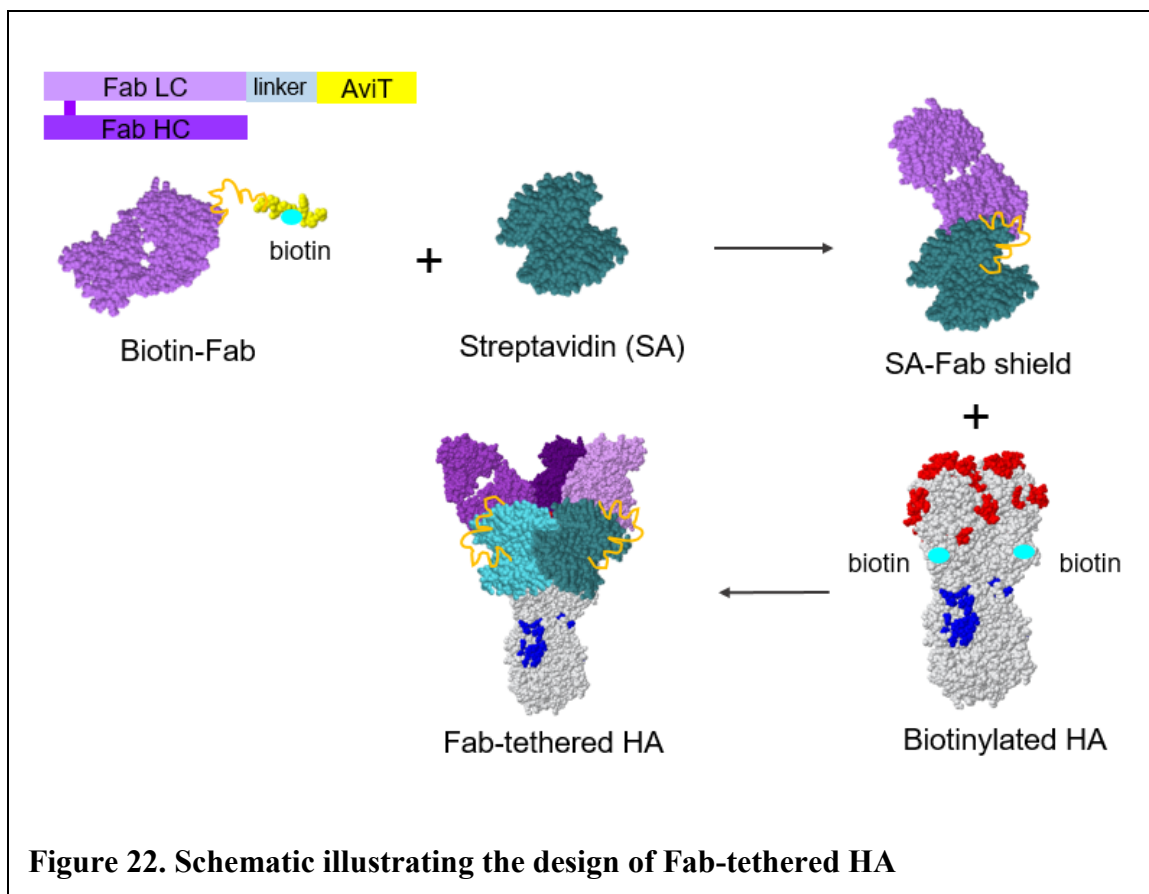 Fab LC linker AviT
Fab HC
biotin
+
Biotin-Fab
Streptavidin (SA)
SA-Fab shield
+
biotin
biotin
Fab-tethered HA
Biotinylated HA
Figure 22. Schematic illustrating the design of Fab-tethered HA